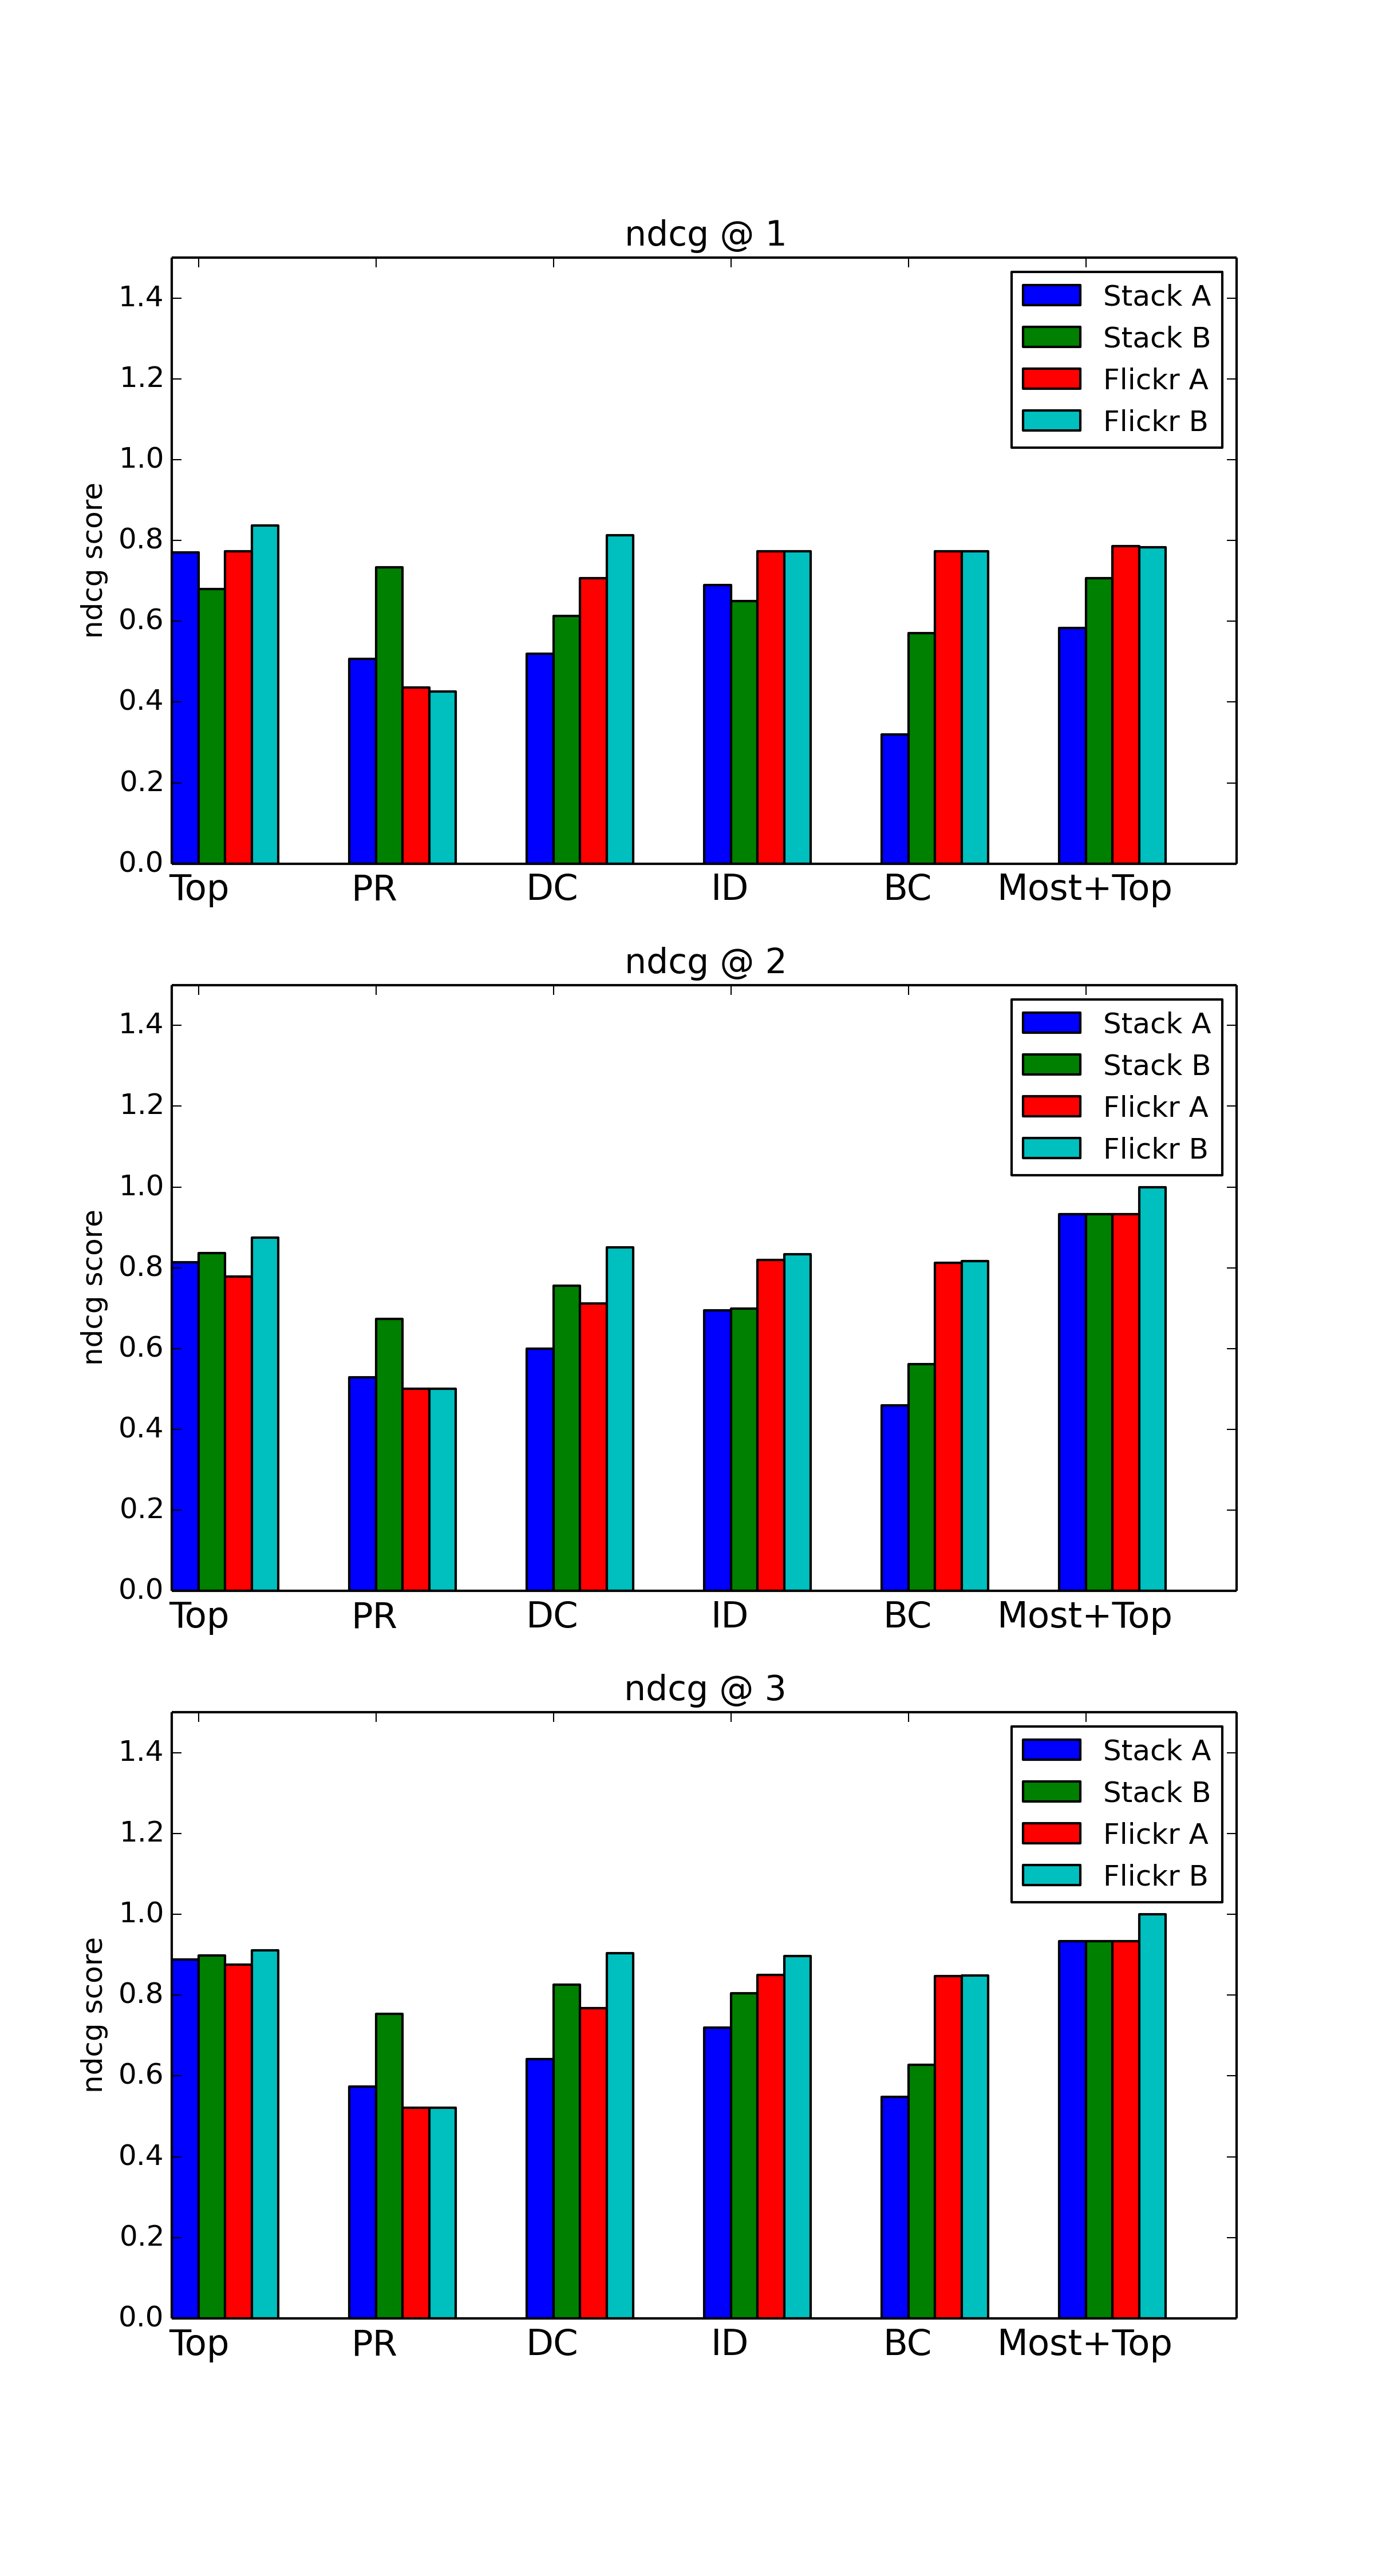 ndcg @ 1
1.4
1.2
1.0
0.8
0.6
0.4
0.2
0.0
ndcg score
Stack A
Stack B
Flickr A
Flickr B
Top PR DC ID BC Most+Top
ndcg @ 2
1.4
1.2
1.0
0.8
0.6
0.4
0.2
0.0
ndcg score
Stack A
Stack B
Flickr A
Flickr B
Top PR DC ID BC Most+Top
ndcg @ 3
1.4
1.2
1.0
0.8
0.6
0.4
0.2
0.0
ndcg score
Stack A
Stack B
Flickr A
Flickr B
Top PR DC ID BC Most+Top